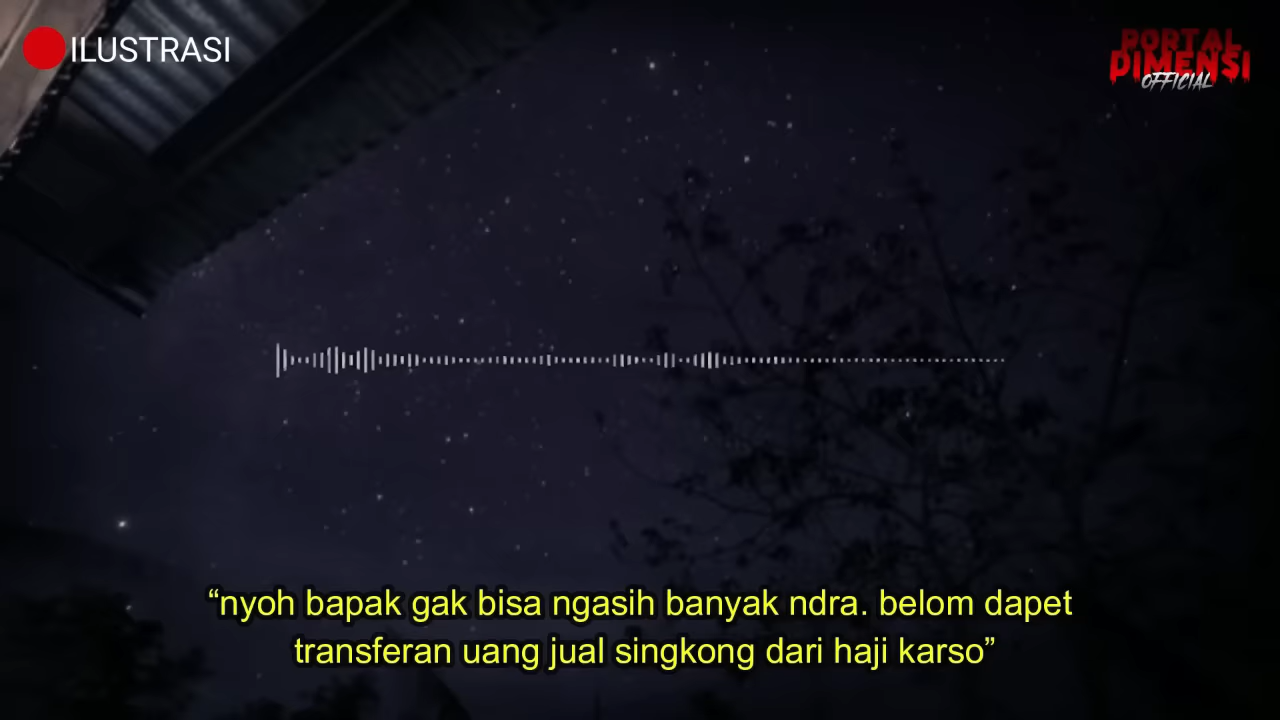 ILUSTRASI
PORTAL
DIMENSI
OFFICIAL
“nyoh bapak gak bisa ngasih banyak ndra. belom dapet
transferan uang jual singkong dari haji karso”